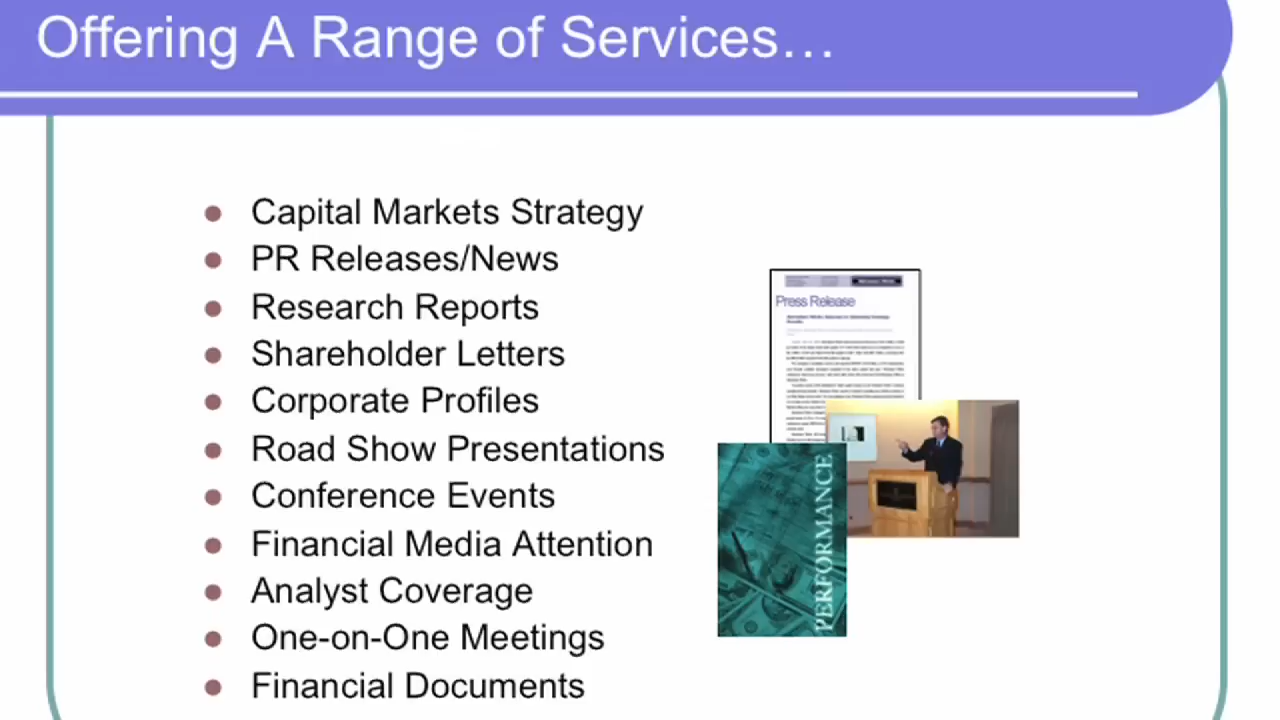 Offering A Range of Services…
Capital Markets Strategy
PR Releases/News
Research Reports
Shareholder Letters
Corporate Profiles
Road Show Presentations
Conference Events
Financial Media Attention
Analyst Coverage
One-on-One Meetings
Financial Documents
Press Release
PERFORMANCE